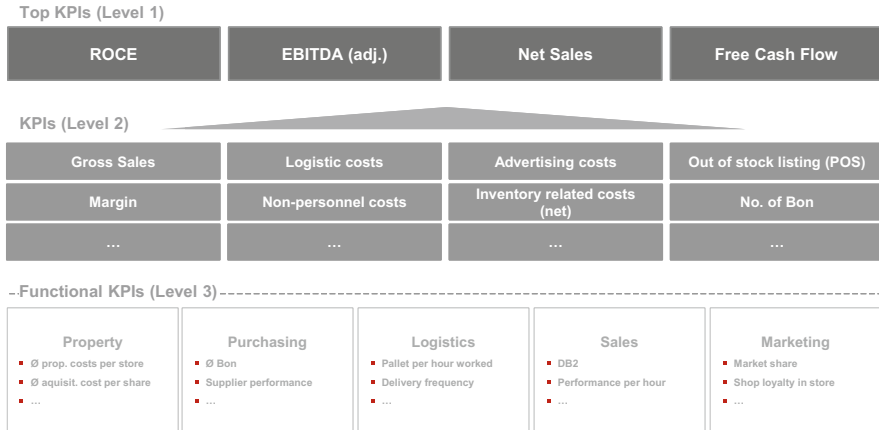 Top KPIs (Level 1)
ROCE
EBITDA (adj.)
Net Sales
Free Cash Flow
KPIs (Level 2)
Gross Sales
Logistic costs
Advertising costs
Out of stock listing (POS)
Margin
Non-personnel costs
Inventory related costs
(net)
No. of Bon
…
…
…
…
Functional KPIs (Level 3)
Property
Ø prop. costs per store
Ø aquisit. cost per share
…
Purchasing
Ø Bon
Supplier performance
…
Logistics
Pallet per hour worked
Delivery frequency
…
Sales
DB2
Performance per hour
…
Marketing
Market share
Shop loyalty in store
…